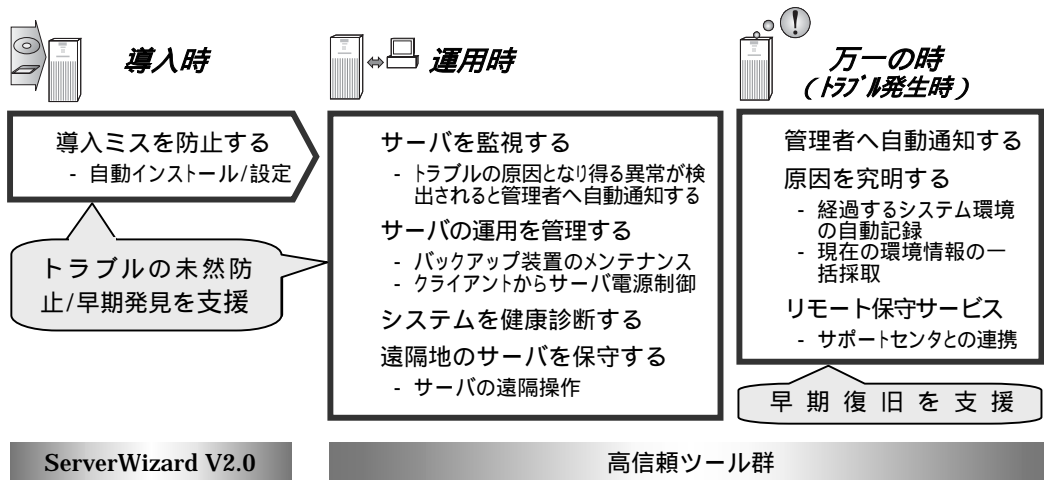 導入時
導入ミスを防止する
- 自動インストール/設定
トラブルの未然防
止/早期発見を支援
運用時
サーバを監視する
- トラブルの原因となり得る異常が検
出されると管理者へ自動通知する
サーバの運用を管理する
- バックアップ装置のメンテナンス
- クライアントからサーバ電源制御
システムを健康診断する
遠隔地のサーバを保守する
- サーバの遠隔操作
!
万一の時
(トラブル発生時)
管理者へ自動通知する
原因を究明する
- 経過するシステム環境
の自動記録
- 現在の環境情報の一
括採取
リモート保守サービス
- サポートセンタとの連携
早期復旧を支援
ServerWizard V2.0
高信頼ツール群